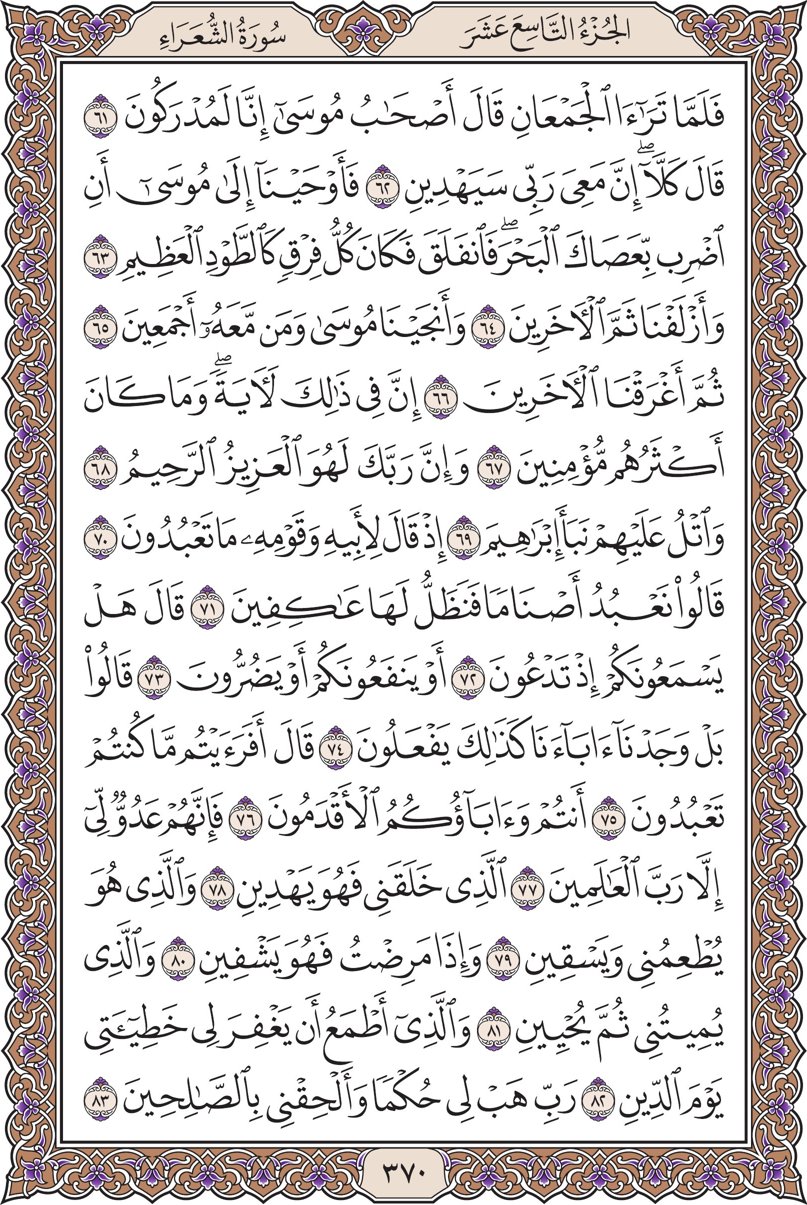 الجُزْءُ التَّاسِعَ عَشَرَ
سُورَةُ الشُّعَرَاءِ
فَلَمَّا تَرَٰٓءَا ٱلۡجَمۡعَانِ قَالَ أَصۡحَٰبُ مُوسَىٰٓ إِنَّا لَمُدۡرَكُونَ ٦١
قَالَ كَلَّآۖ إِنَّ مَعِيَ رَبِّي سَيَهۡدِينِ ٦٢ فَأَوۡحَيۡنَآ إِلَىٰ مُوسَىٰٓ أَنِ
ٱضۡرِب بِّعَصَاكَ ٱلۡبَحۡرَۖ فَٱنفَلَقَ فَكَانَ كُلُّ فِرۡقٖ كَٱلطَّوۡدِ ٱلۡعَظِيمِ ٦٣
وَأَزۡلَفۡنَا ثَمَّ ٱلۡأٓخَرِينَ ٦٤ وَأَنجَيۡنَا مُوسَىٰ وَمَن مَّعَهُۥٓ أَجۡمَعِينَ ٦٥
ثُمَّ أَغۡرَقۡنَا ٱلۡأٓخَرِينَ ٦٦ إِنَّ فِي ذَٰلِكَ لَأٓيَةٗۖ وَمَا كَانَ
أَكۡثَرُهُم مُّؤۡمِنِينَ ٦٧ وَإِنَّ رَبَّكَ لَهُوَ ٱلۡعَزِيزُ ٱلرَّحِيمُ ٦٨
وَٱتۡلُ عَلَيۡهِمۡ نَبَأَ إِبۡرَٰهِيمَ ٦٩ إِذۡ قَالَ لِأَبِيهِ وَقَوۡمِهِۦ مَا تَعۡبُدُونَ ٧٠
قَالُواْ نَعۡبُدُ أَصۡنَامٗا فَنَظَلُّ لَهَا عَٰكِفِينَ ٧١ قَالَ هَلۡ
يَسۡمَعُونَكُمۡ إِذۡ تَدۡعُونَ ٧٢ أَوۡ يَنفَعُونَكُمۡ أَوۡ يَضُرُّونَ ٧٣ قَالُواْ
بَلۡ وَجَدۡنَآ ءَابَآءَنَا كَذَٰلِكَ يَفۡعَلُونَ ٧٤ قَالَ أَفَرَءَيۡتُم مَّا كُنتُمۡ
تَعۡبُدُونَ ٧٥ أَنتُمۡ وَءَابَآؤُكُمُ ٱلۡأَقۡدَمُونَ ٧٦ فَإِنَّهُمۡ عَدُوّٞ لِّيٓ
إِلَّا رَبَّ ٱلۡعَٰلَمِينَ ٧٧ ٱلَّذِي خَلَقَنِي فَهُوَ يَهۡدِينِ ٧٨ وَٱلَّذِي هُوَ
يُطۡعِمُنِي وَيَسۡقِينِ ٧٩ وَإِذَا مَرِضۡتُ فَهُوَ يَشۡفِينِ ٨٠ وَٱلَّذِي
يُمِيتُنِي ثُمَّ يُحۡيِينِ ٨١ وَٱلَّذِيٓ أَطۡمَعُ أَن يَغۡفِرَ لِي خَطِيٓـَٔتِي
يَوۡمَ ٱلدِّينِ ٨٢ رَبِّ هَبۡ لِي حُكۡمٗا وَأَلۡحِقۡنِي بِٱلصَّٰلِحِينَ ٨٣
٣٧٠